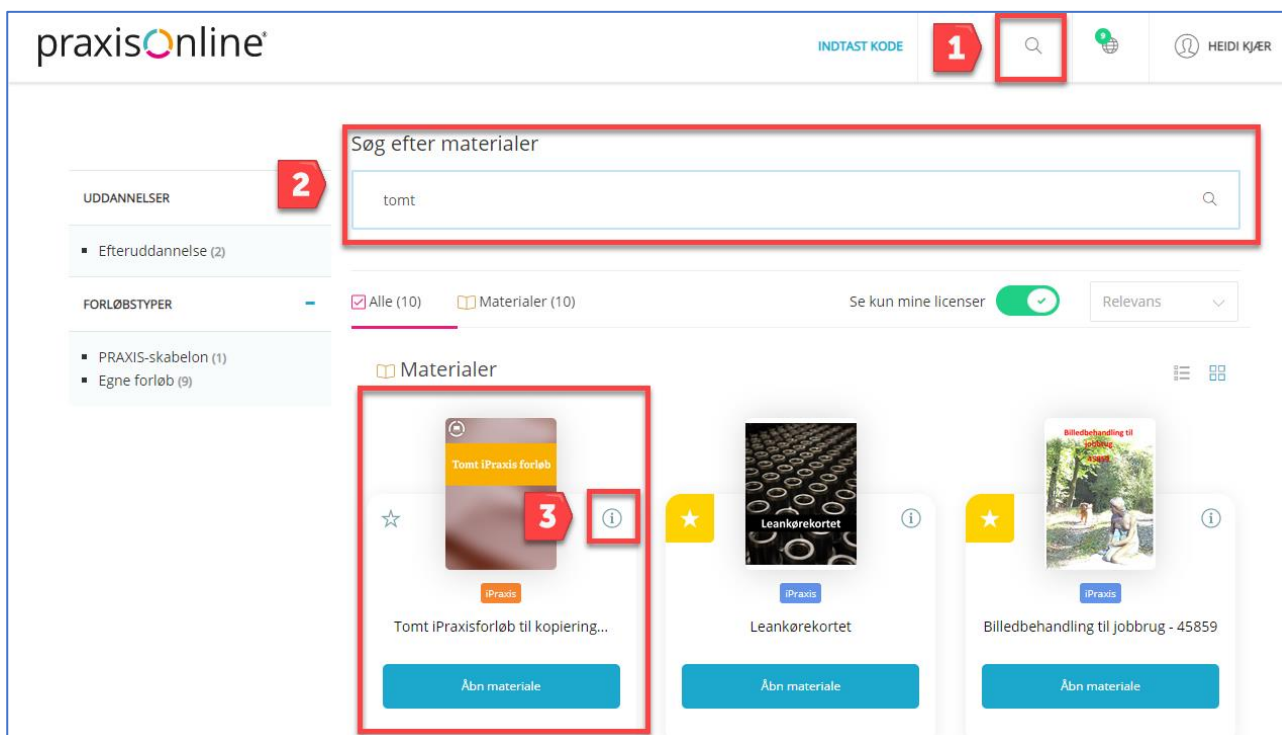 praxisOnline®
INDTAST KODE
1
9
HEIDI KJÆR
Søg efter materialer
2
tomt
UDDANNELSER
Efteruddannelse (2)
FORLØBSTYPER
PRAXIS-skabelon (1)
Egne forløb (9)
Alle (10)
Materialer (10)
Se kun mine licenser
Relevans
Materialer
Tomt iPraxis forløb
3
iPraxis
Tomt iPraxisforløb til kopiering...
Åbn materiale
Leankørekortet
iPraxis
Leankørekortet
Åbn materiale
Billedbehandling til
jobbrug
45859
iPraxis
Billedbehandling til jobbrug - 45859
Åbn materiale